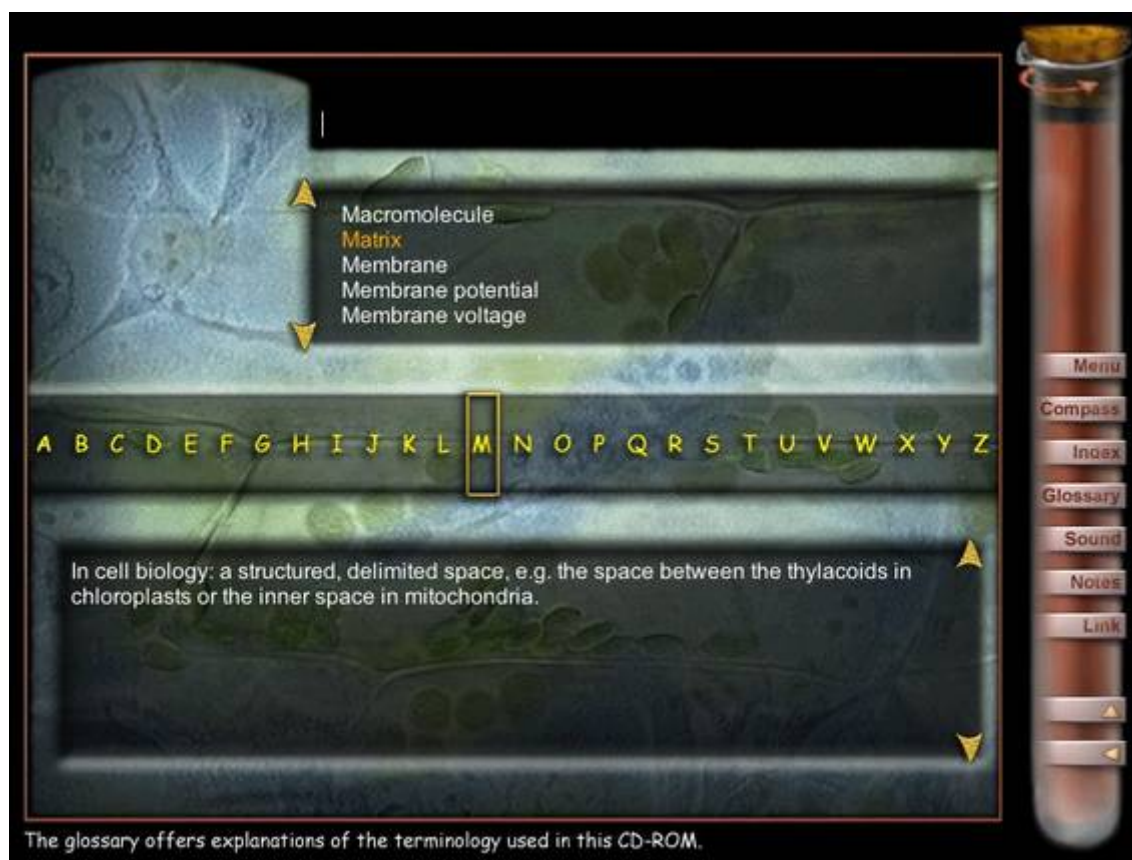 Macromolecule
Matrix
Membrane
Membrane potential
Membrane voltage
A B C D E F G H I J K L M N O P Q R S T U V W X Y Z
In cell biology: a structured, delimited space, e.g. the space between the thylacoids in
chloroplasts or the inner space in mitochondria.
Menu
Compass
Index
Glossary
Sound
Notes
Link
The glossary offers explanations of the terminology used in this CD-ROM.